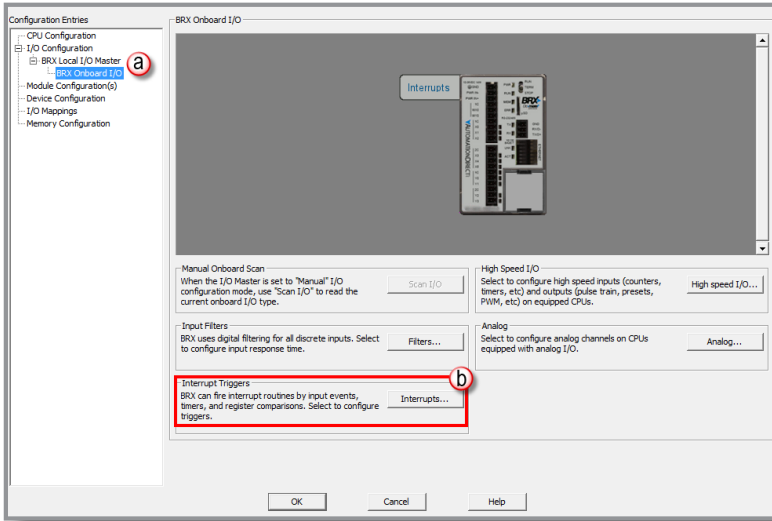 Configuration Entries
CPU Configuration
I/O Configuration
BRX Local I/O Master
a
BRX Onboard I/O
Module Configuration(s)
Device Configuration
I/O Mappings
Memory Configuration
BRX Onboard I/O
Interrupts
BRX
AUTOMATIONDIRECT
Manual Onboard Scan
When the I/O Master is set to "Manual" I/O
configuration mode, use "Scan I/O" to read the
current onboard I/O type.
Scan I/O
High Speed I/O
Select to configure high speed inputs (counters,
timers, etc) and outputs (pulse train, presets,
PWM, etc) on equipped CPUs.
High speed I/O...
Input Filters
BRX uses digital filtering for all discrete inputs. Select
to configure input response time.
Filters...
Analog
Select to configure analog channels on CPUs
equipped with analog I/O.
Analog...
b
Interrupt Triggers
BRX can fire interrupt routines by input events,
timers, and register comparisons. Select to configure
triggers.
Interrupts...
OK
Cancel
Help